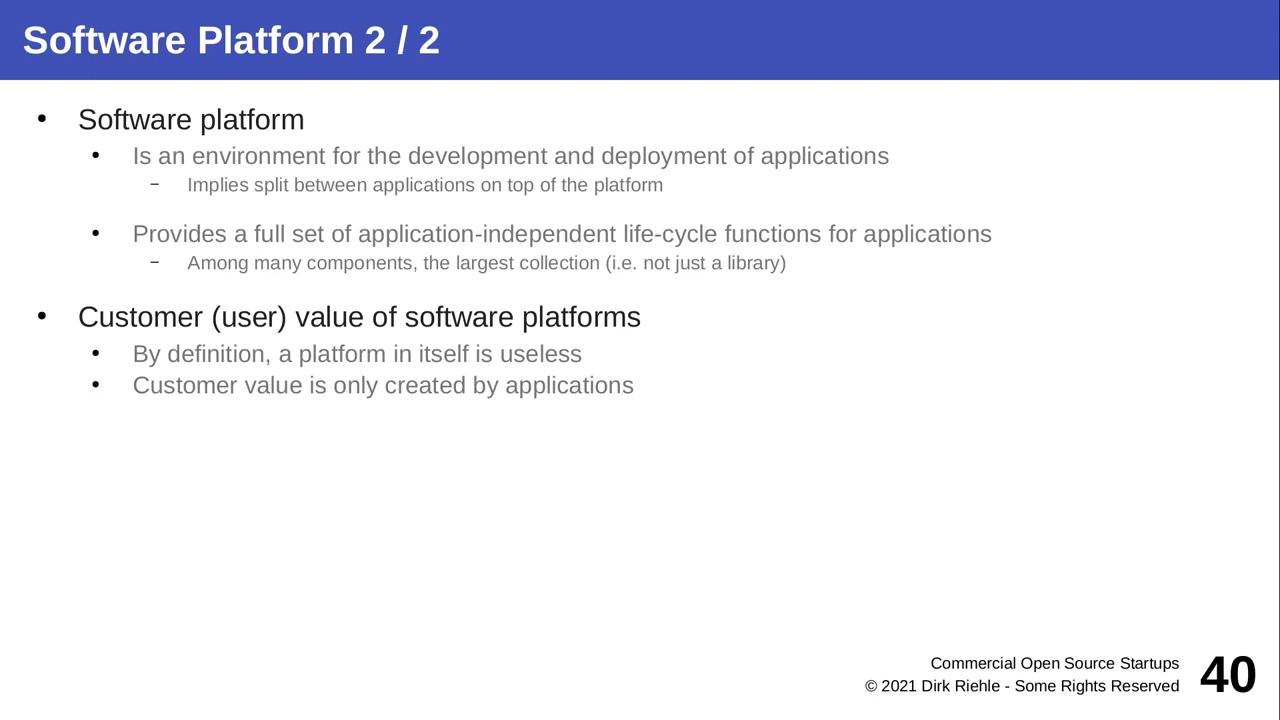 Software Platform 2 / 2
• Software platform
• Is an environment for the development and deployment of applications
– Implies split between applications on top of the platform
• Provides a full set of application-independent life-cycle functions for applications
– Among many components, the largest collection (i.e. not just a library)
• Customer (user) value of software platforms
• By definition, a platform in itself is useless
• Customer value is only created by applications
Commercial Open Source Startups
© 2021 Dirk Riehle - Some Rights Reserved
40